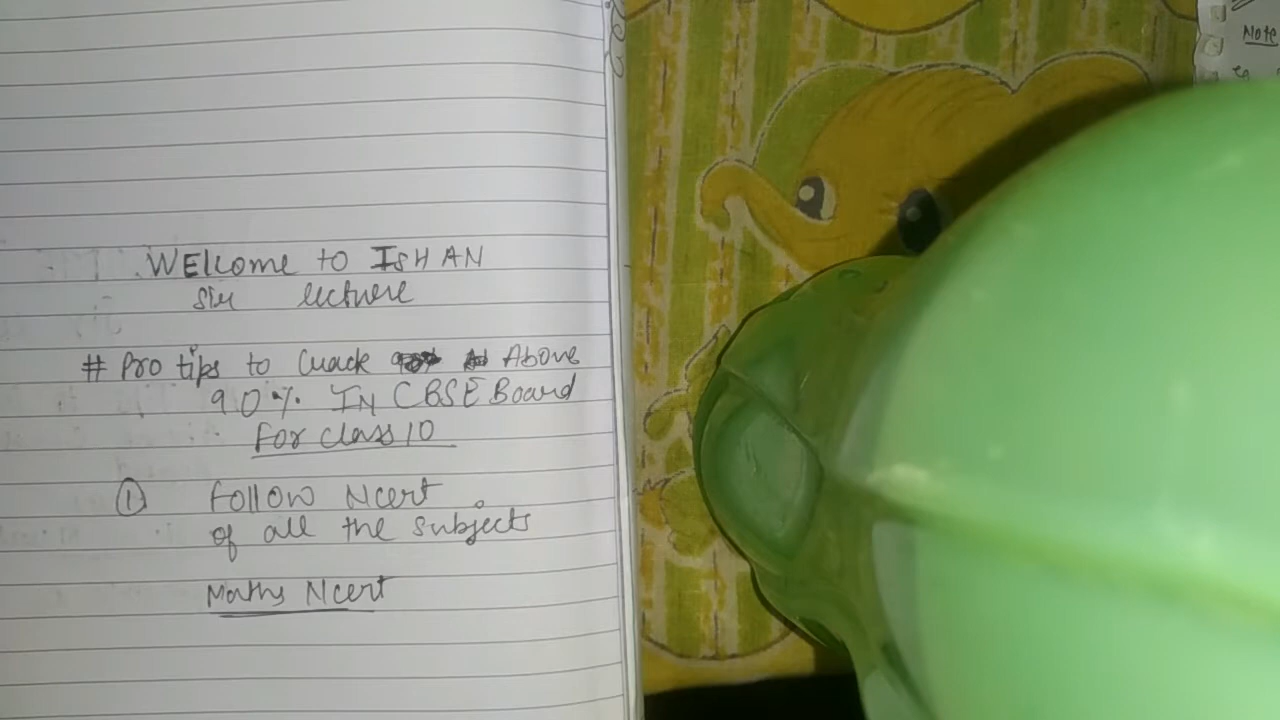 WElcome to ISHAN
sir lecture
# Pro tips to Crack Above
90% IN CBSE Board
For class 10
① Follow Ncert
of all the subjects
Maths Ncert
Note